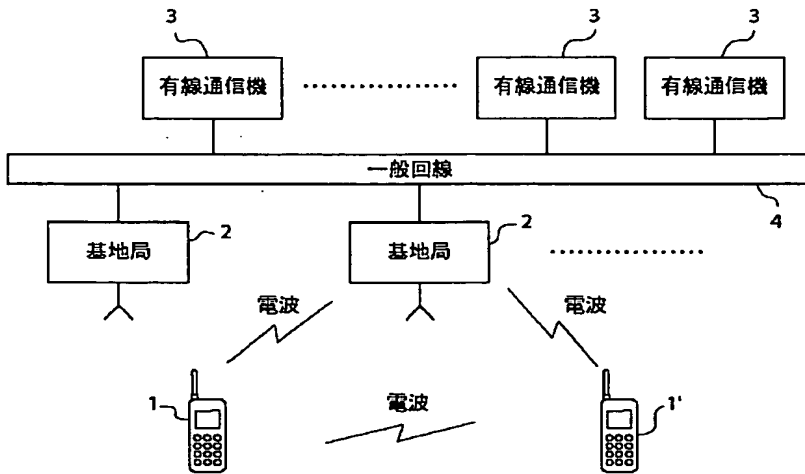 3 3 3
有線通信機 有線通信機 有線通信機
一般回線
4
基地局 2 基地局 2
電波 電波
1 電波 1'